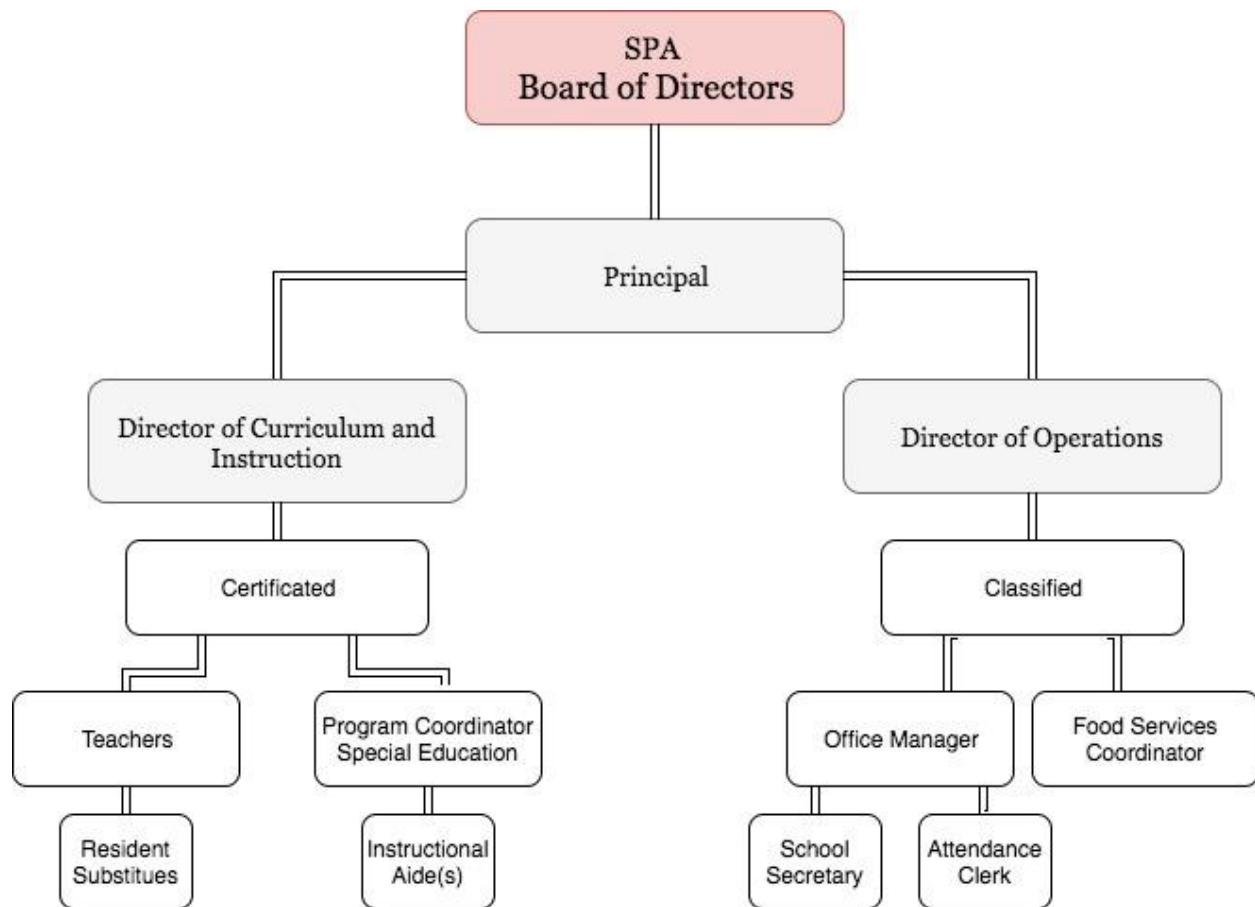 SPA
Board of Directors
Principal
Director of Curriculum and
Instruction
Director of Operations
Certificated
Classified
Teachers
Program Coordinator
Special Education
Office Manager
Food Services
Coordinator
Resident
Substitues
Instructional
Aide(s)
School
Secretary
Attendance
Clerk